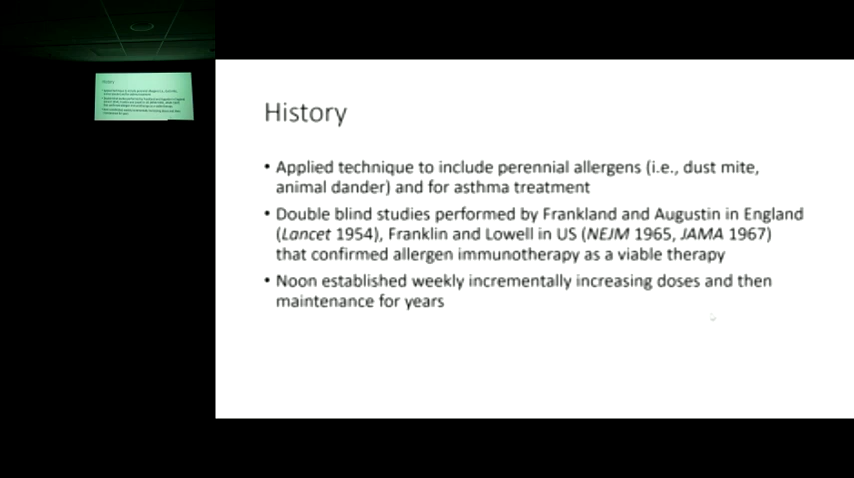 History
• Applied technique to include perennial allergens (i.e., dust mite,
animal dander) and for asthma treatment
• Double blind studies performed by Frankland and Augustin in England
(Lancet 1954), Franklin and Lowell in US (NEJM 1965, JAMA 1967)
that confirmed allergen immunotherapy as a viable therapy
• Noon established weekly incrementally increasing doses and then
maintenance for years